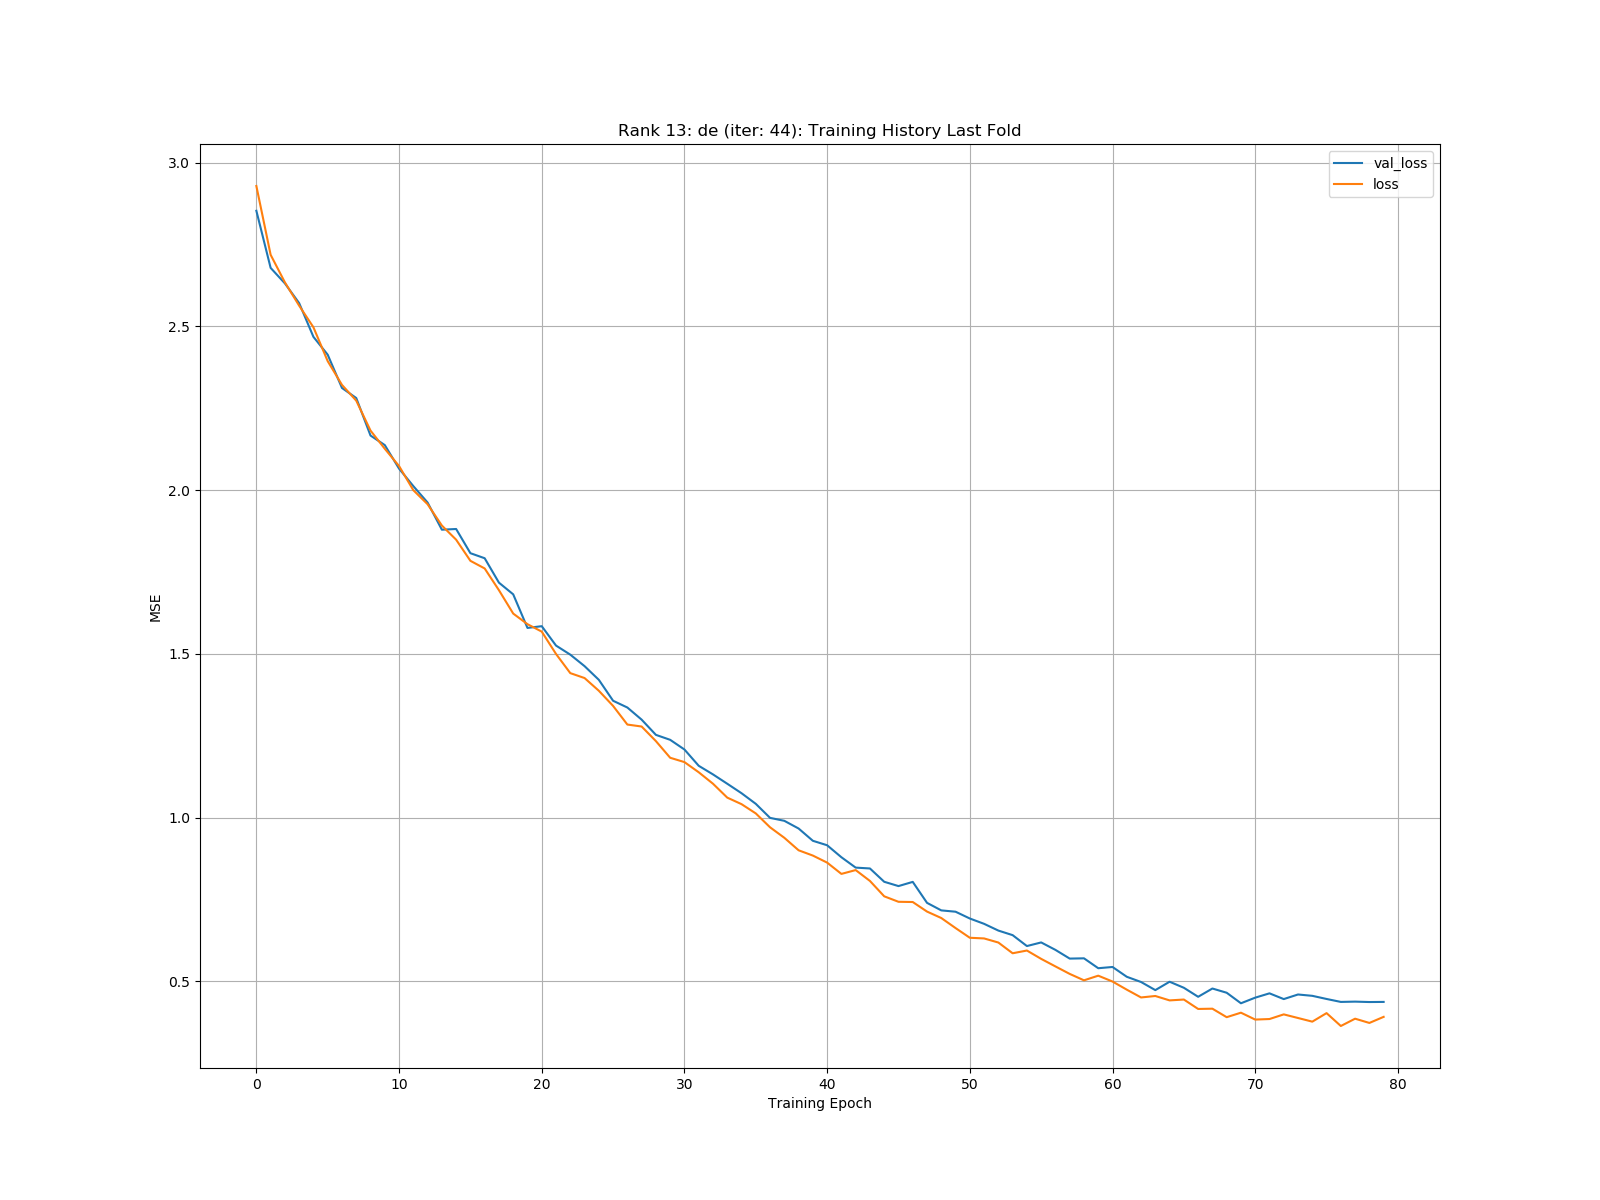 Rank 13: de (iter: 44): Training History Last Fold
val_loss
loss
3.0
2.5
2.0
1.5
1.0
0.5
MSE
0 10 20 30 40 50 60 70 80
Training Epoch